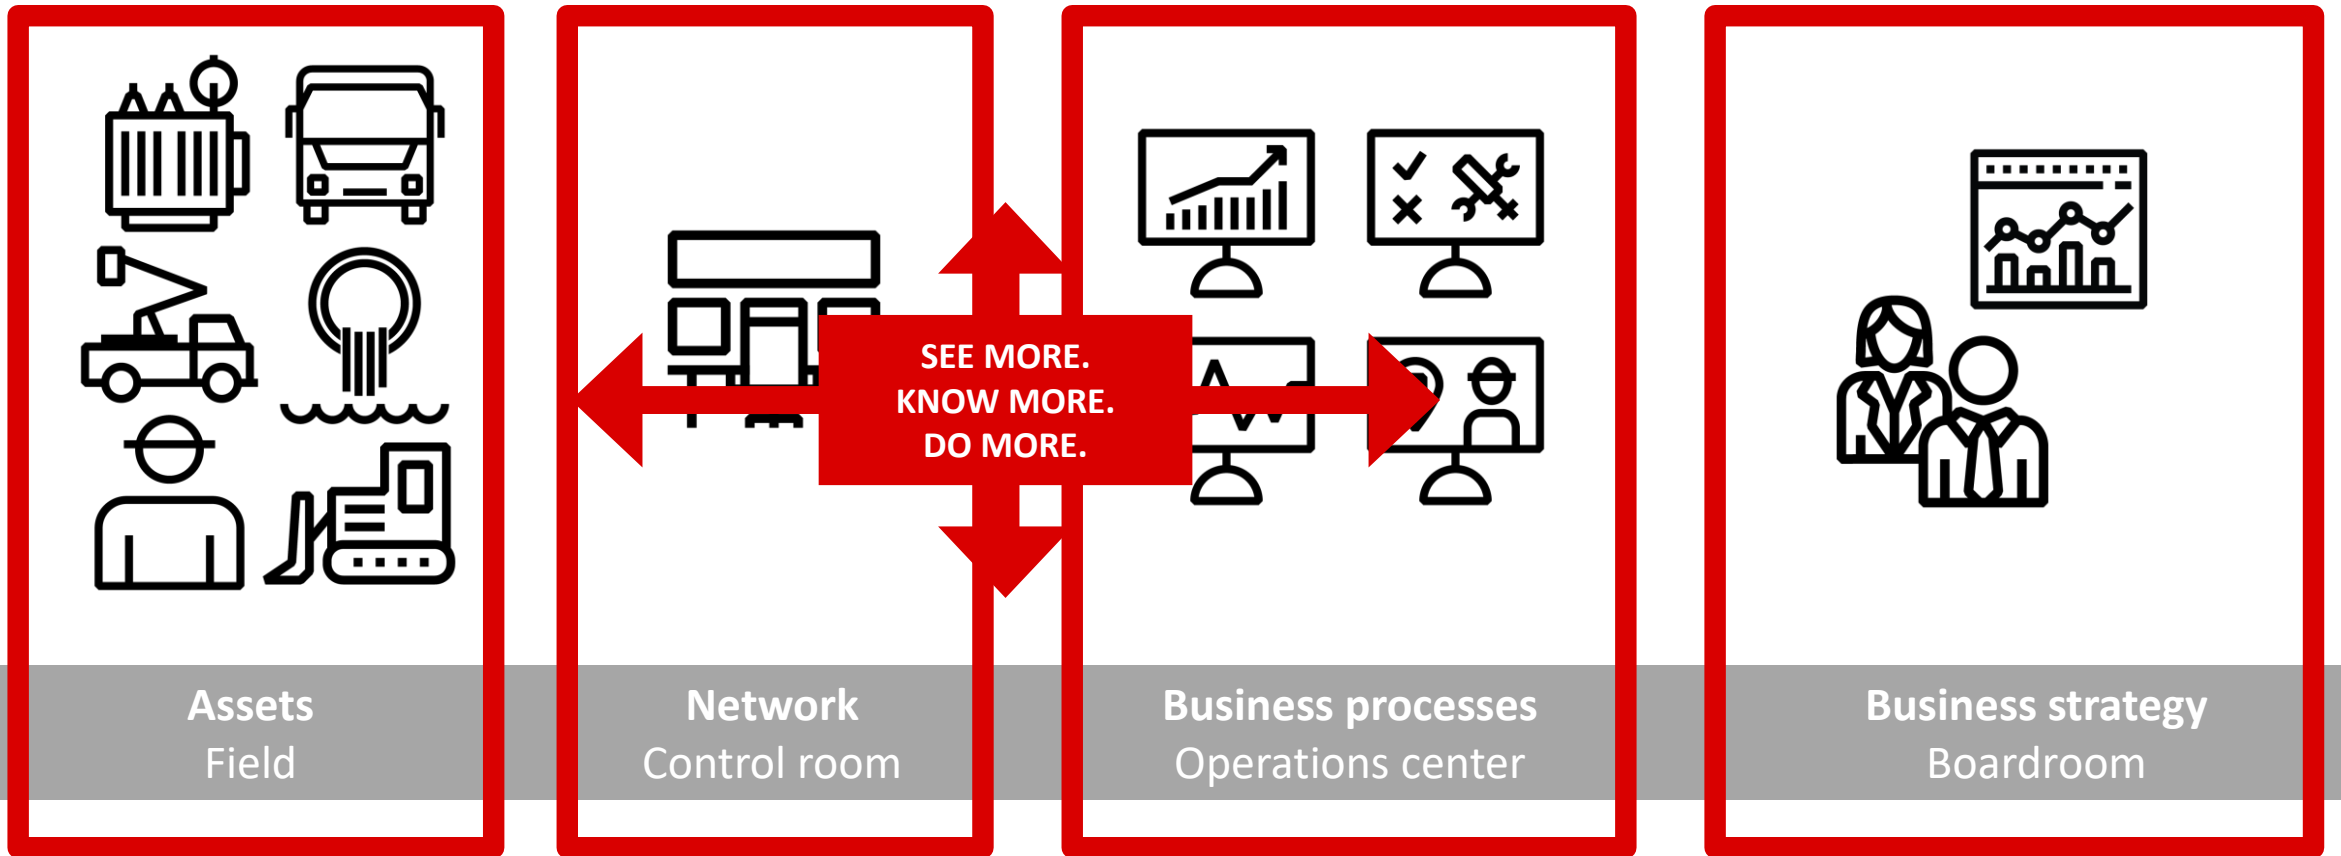 SEE MORE.
KNOW MORE.
DO MORE.
Assets
Field
Network
Control room
Business processes
Operations center
Business strategy
Boardroom